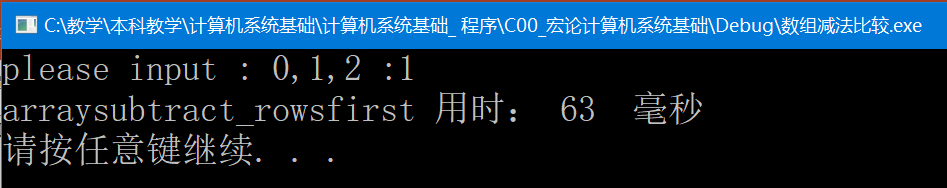 C:\教学\本科教学\计算机系统基础\计算机系统基础_ 程序\C00_宏论计算机系统基础\Debug\数组减法比较.exe
please input : 0,1,2 :1
arraysubtract_rowsfirst 用时： 63  毫秒
请按任意键继续. . .